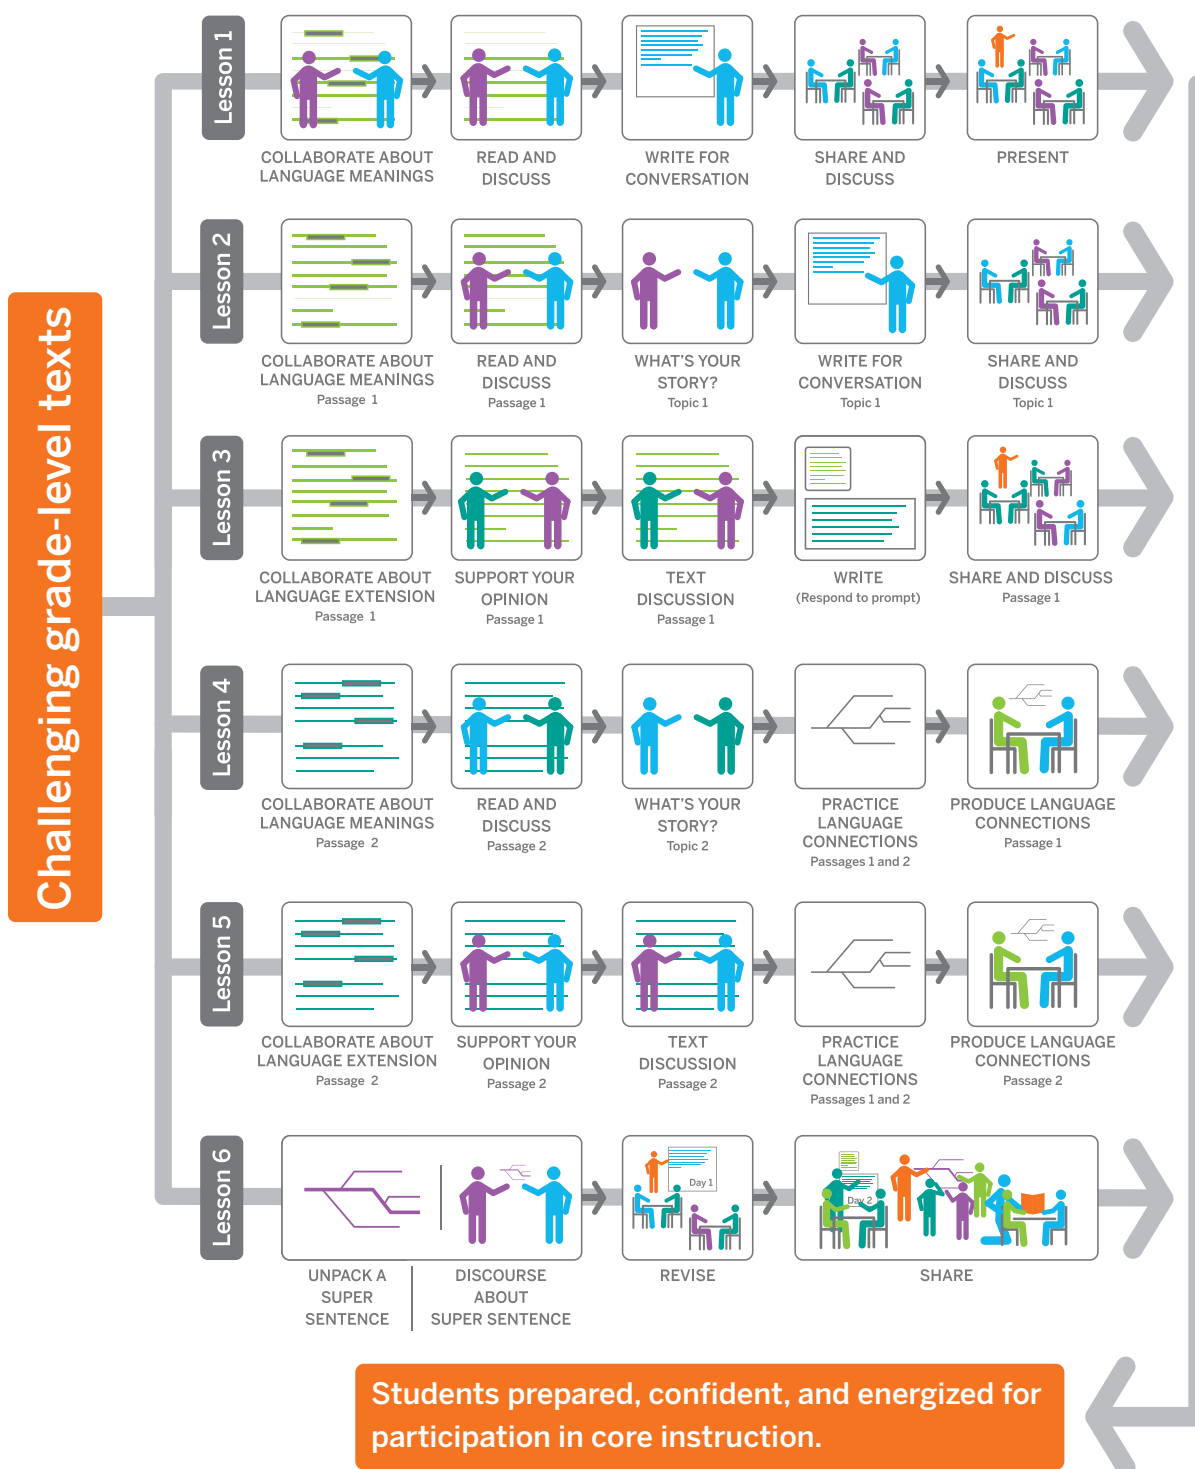 Challenging grade-level texts
Lesson 1
COLLABORATE ABOUT
LANGUAGE MEANINGS
READ AND
DISCUSS
WRITE FOR
CONVERSATION
SHARE AND
DISCUSS
PRESENT
Lesson 2
COLLABORATE ABOUT
LANGUAGE MEANINGS
Passage 1
READ AND
DISCUSS
Passage 1
WHAT'S YOUR
STORY?
Topic 1
WRITE FOR
CONVERSATION
Topic 1
SHARE AND
DISCUSS
Topic 1
Lesson 3
COLLABORATE ABOUT
LANGUAGE EXTENSION
Passage 1
SUPPORT YOUR
OPINION
Passage 1
TEXT
DISCUSSION
Passage 1
WRITE
(Respond to prompt)
SHARE AND DISCUSS
Passage 1
Lesson 4
COLLABORATE ABOUT
LANGUAGE MEANINGS
Passage 2
READ AND
DISCUSS
Passage 2
WHAT'S YOUR
STORY?
Topic 2
PRACTICE
LANGUAGE
CONNECTIONS
Passages 1 and 2
PRODUCE LANGUAGE
CONNECTIONS
Passage 1
Lesson 5
COLLABORATE ABOUT
LANGUAGE EXTENSION
Passage 2
SUPPORT YOUR
OPINION
Passage 2
TEXT
DISCUSSION
Passage 2
PRACTICE
LANGUAGE
CONNECTIONS
Passages 1 and 2
PRODUCE LANGUAGE
CONNECTIONS
Passage 2
Lesson 6
UNPACK A
SUPER
SENTENCE
DISCOURSE
ABOUT
SUPER SENTENCE
Day 1
REVISE
Day 2
SHARE
Students prepared, confident, and energized for
participation in core instruction.